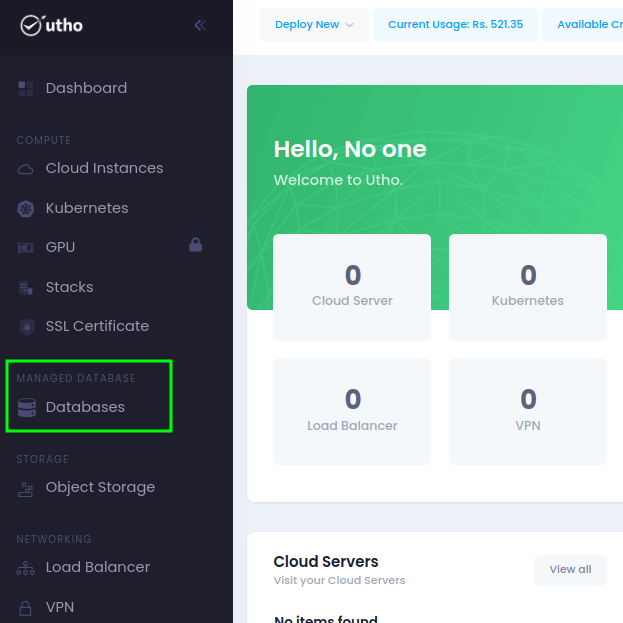 utho
Dashboard
COMPUTE
Cloud Instances
Kubernetes
GPU
Stacks
SSL Certificate
MANAGED DATABASE
Databases
STORAGE
Object Storage
NETWORKING
Load Balancer
VPN
Deploy New
Current Usage: Rs. 521.35
Available Cr
Hello, No one
Welcome to Utho.
0
Cloud Server
0
Kubernetes
0
Load Balancer
0
VPN
Cloud Servers
Visit your Cloud Servers
View all
No items found